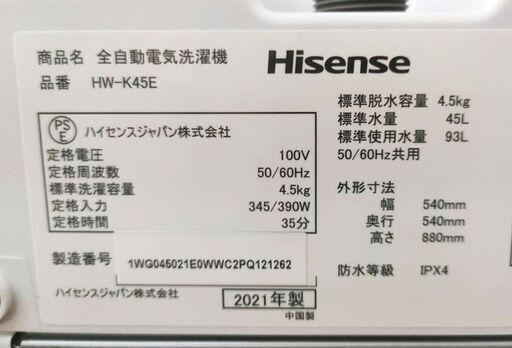 商品名 全自動電気洗濯機
品番 HW-K45E
Hisense
PS
E
ハイセンスジャパン株式会社
定格電圧 100V
定格周波数 50/60Hz
標準洗濯容量 4.5kg
定格入力 345/390W
定格時間 35分
製造番号 1WG045021E0WWC2PQ121262
ハイセンスジャパン株式会社 2021年製
中国製
標準脱水容量 4.5kg
標準水量 45L
標準使用水量 93L
50/60Hz共用
外形寸法
幅 540mm
奥行 540mm
高さ 880mm
防水等級 IPX4